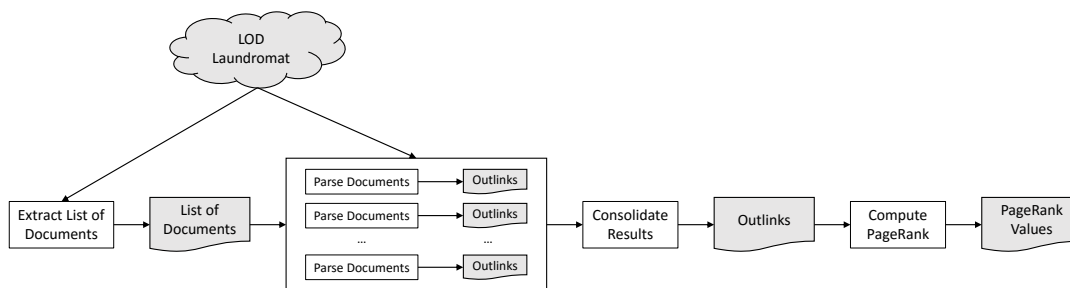 LOD
Laundromat
Extract List of
Documents
List of
Documents
Parse Documents
Outlinks
Parse Documents
Outlinks
...
...
Parse Documents
Outlinks
Consolidate
Results
Outlinks
Compute
PageRank
PageRank
Values